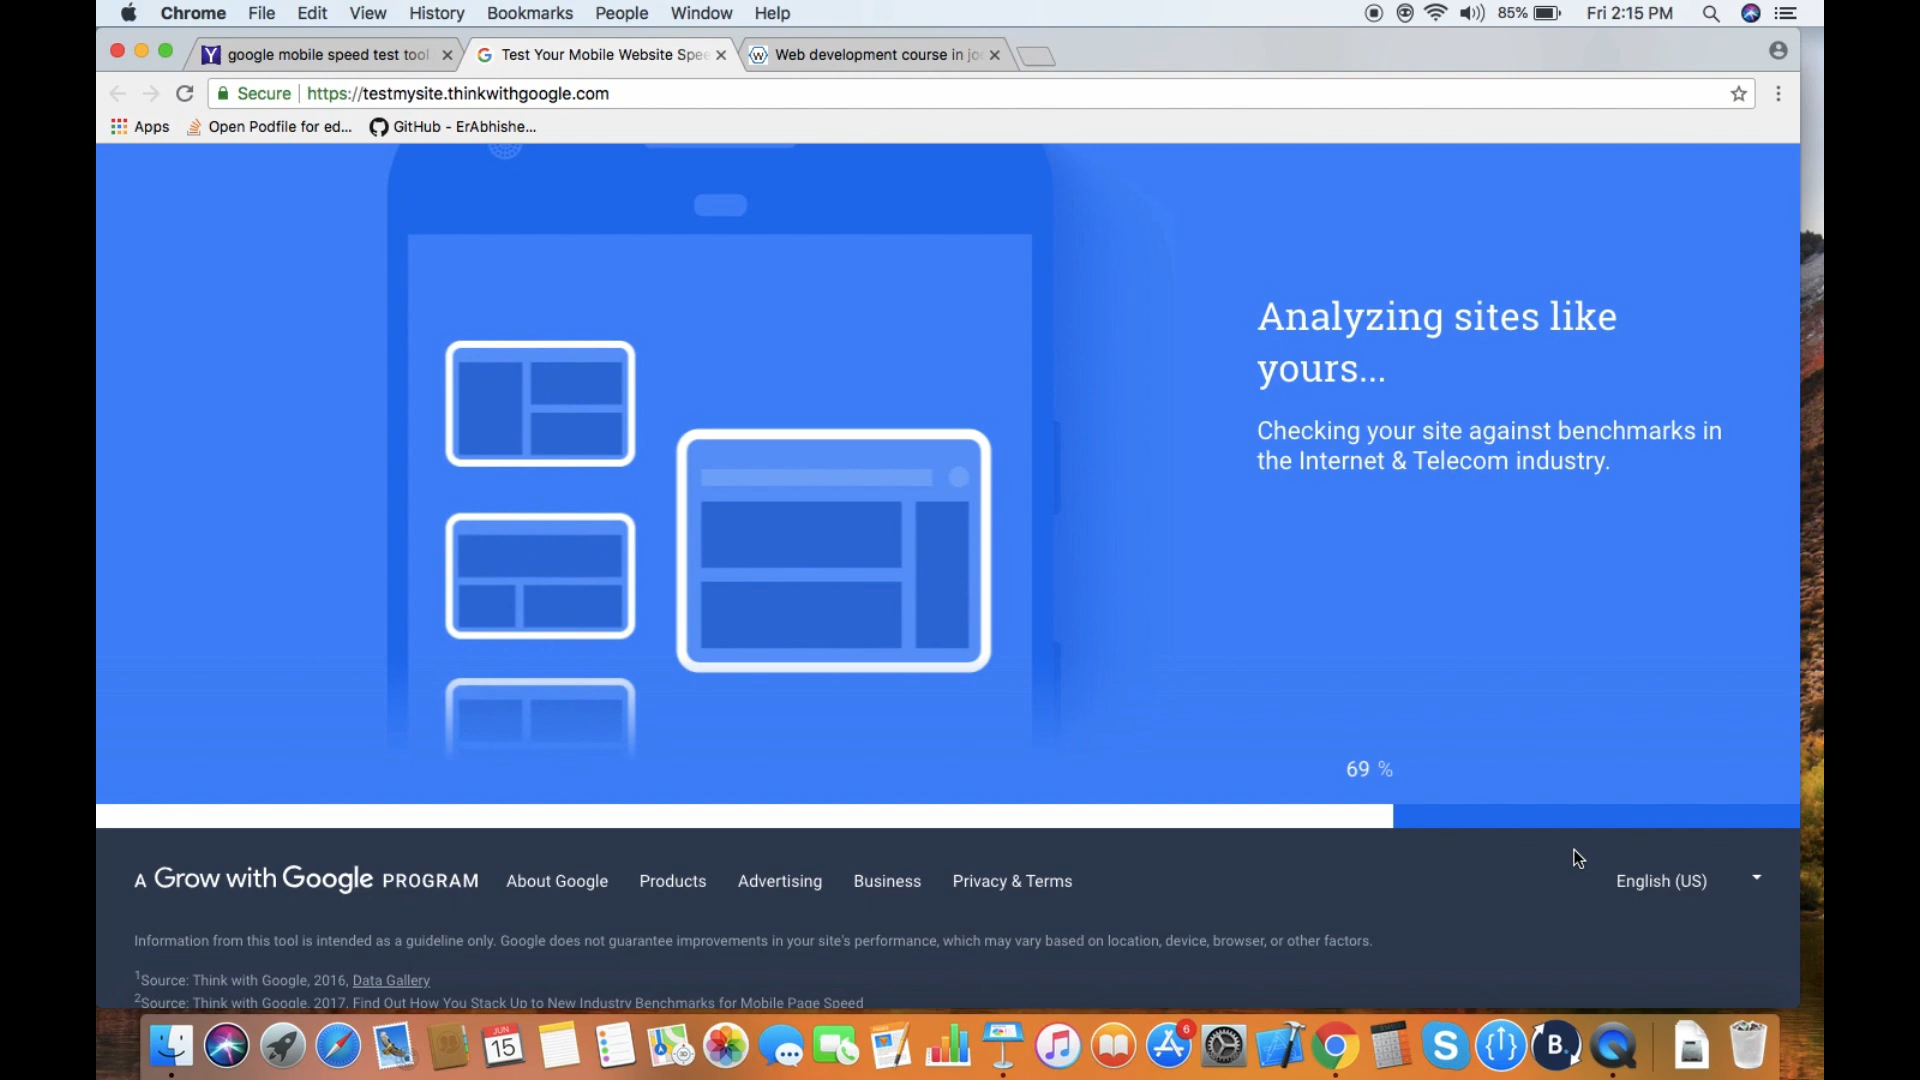 Chrome File Edit View History Bookmarks People Window Help 85% Fri 2:15 PM
google mobile speed test tool
Test Your Mobile Website Spee
Web development course in jo
Secure https://testmysite.thinkwithgoogle.com
Apps Open Podfile for ed... GitHub - ErAbhishe...
Analyzing sites like
yours...
Checking your site against benchmarks in
the Internet & Telecom industry.
69 %
A Grow with Google PROGRAM About Google Products Advertising Business Privacy & Terms English (US)
Information from this tool is intended as a guideline only. Google does not guarantee improvements in your site's performance, which may vary based on location, device, browser, or other factors.
1Source: Think with Google, 2016, Data Gallery
2Source: Think with Google, 2017, Find Out How You Stack Up to New Industry Benchmarks for Mobile Page Speed
JUN
15
6
B.